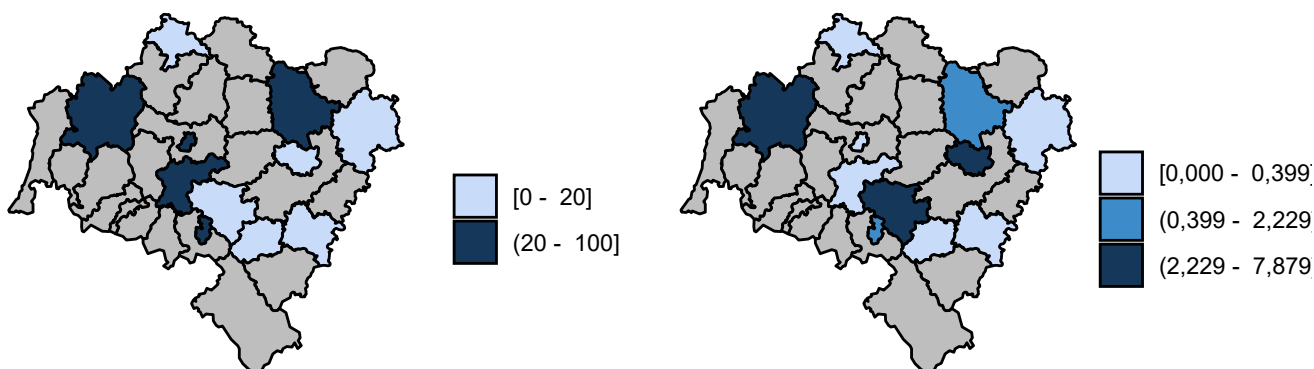 [0 - 20]
(20 - 100]
[0,000 - 0,399]
(0,399 - 2,229]
(2,229 - 7,879]